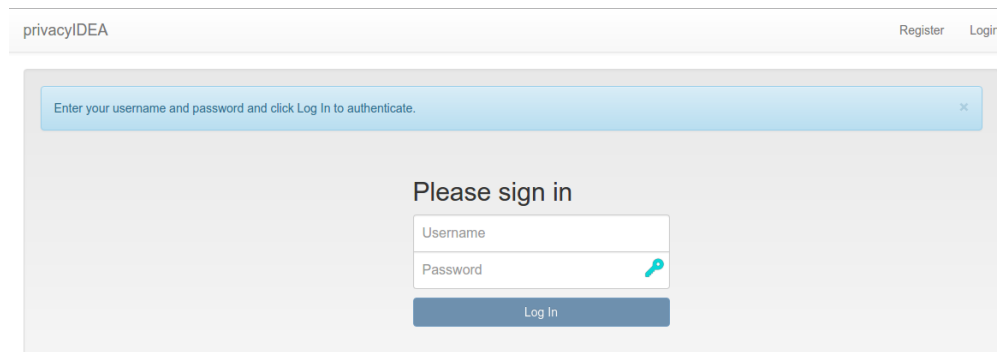 privacyIDEA Register Login
Enter your username and password and click Log In to authenticate. ×
Please sign in
Username
Password
Log In